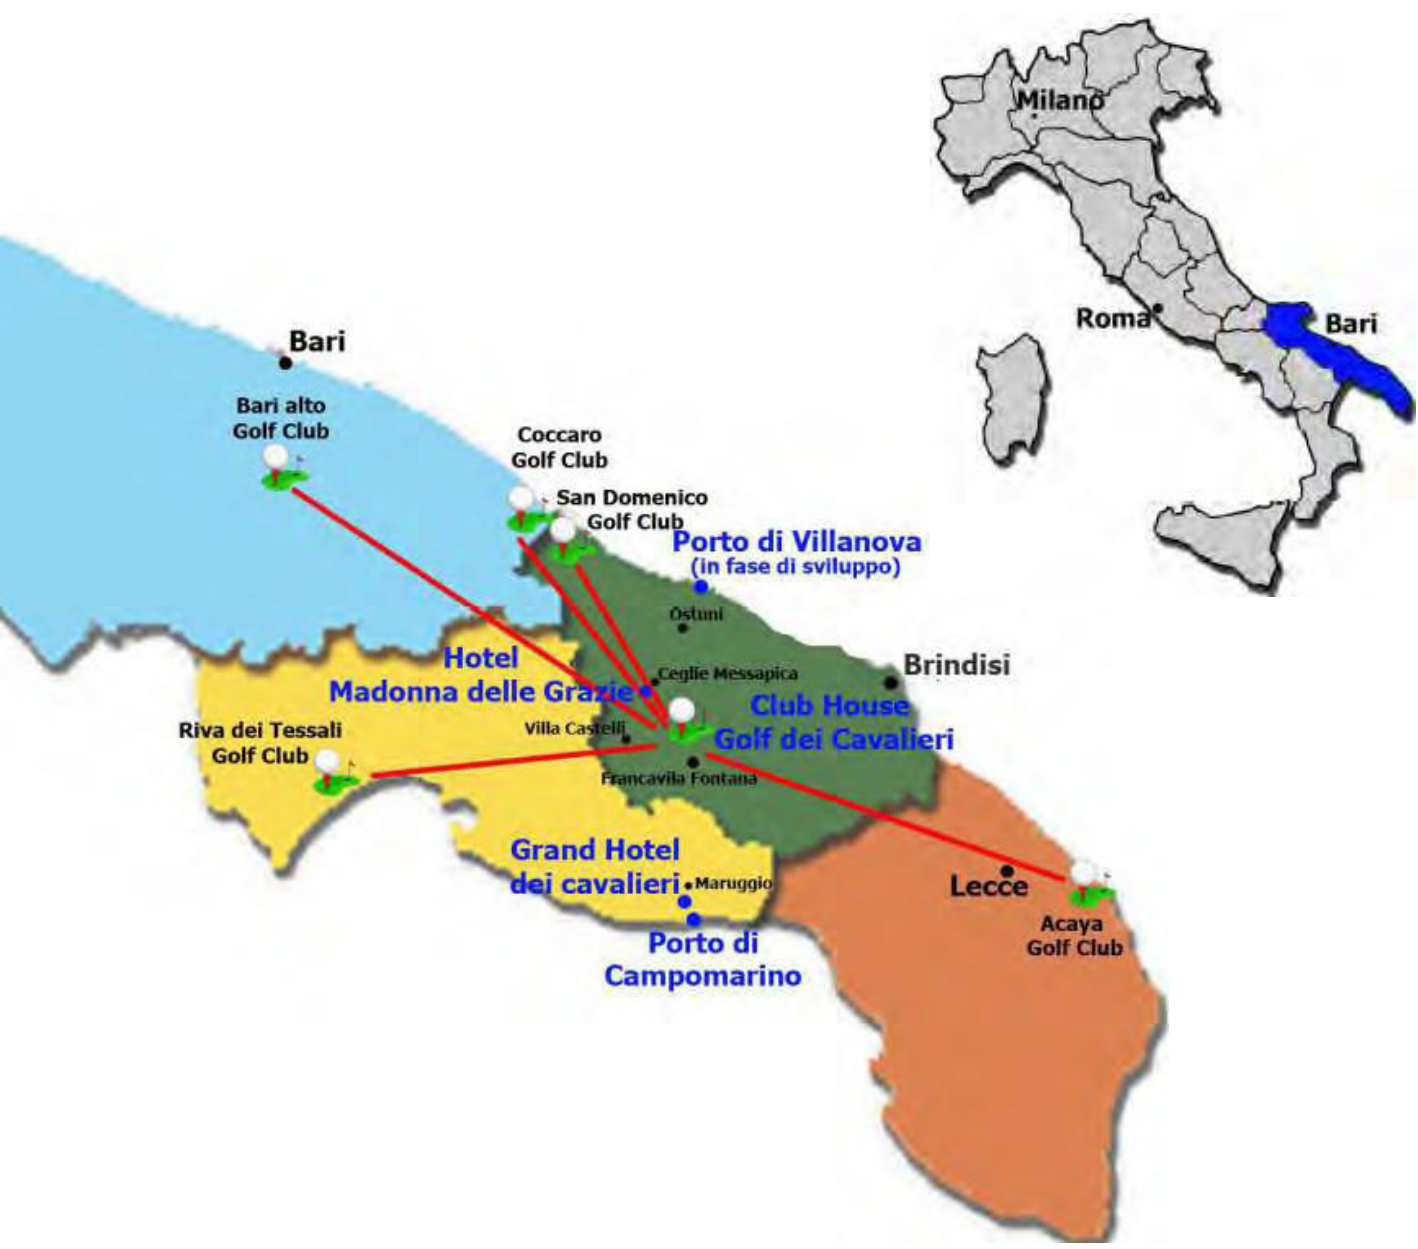 Milano
Roma
Bari
Bari
Bari alto
Golf Club
Coccaro
Golf Club
San Domenico
Golf Club
Porto di Villanova
(in fase di sviluppo)
Ostuni
Hotel
Madonna delle Grazie
Ceglie Messapica
Brindisi
Club House
Golf dei Cavalieri
Riva dei Tessali
Golf Club
Villa Castelli
Francavila Fontana
Grand Hotel
dei cavalieri
Maruggio
Porto di
Campomarino
Lecce
Acaya
Golf Club